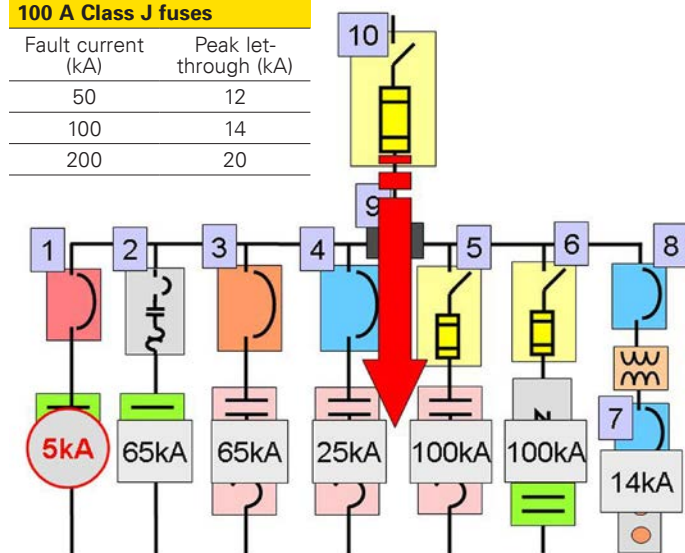 100 A Class J fuses
Fault current (kA)
Peak let-through (kA)
50 12
100 14
200 20
10
9
1 2 3 4 5 6 8
7
5kA 65kA 65kA 25kA 100kA 100kA 14kA